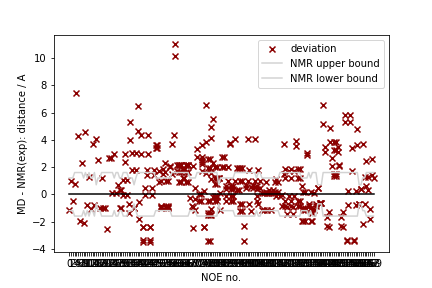 deviation
NMR upper bound
NMR lower bound
10
8
6
4
2
0
−2
−4
MD - NMR(exp): distance / A
NOE no.